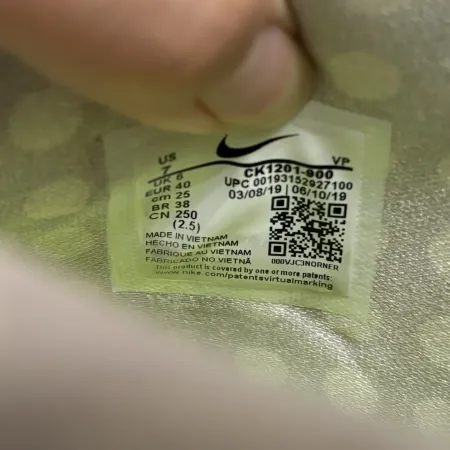 US 7
UK 6
EUR 40
cm 25
BR 38
CN 250
(2.5)
VP
CK1201-900
UPC 00193152927100
03/08/19 | 06/10/19
000VJC3NORNER
MADE IN VIETNAM
HECHO EN VIETNAM
FABRIQUE AU VIETNAM
FABRICADO NO VIETNÃ
This product is covered by one or more patents:
www.nike.com/patentsvirtualmarking